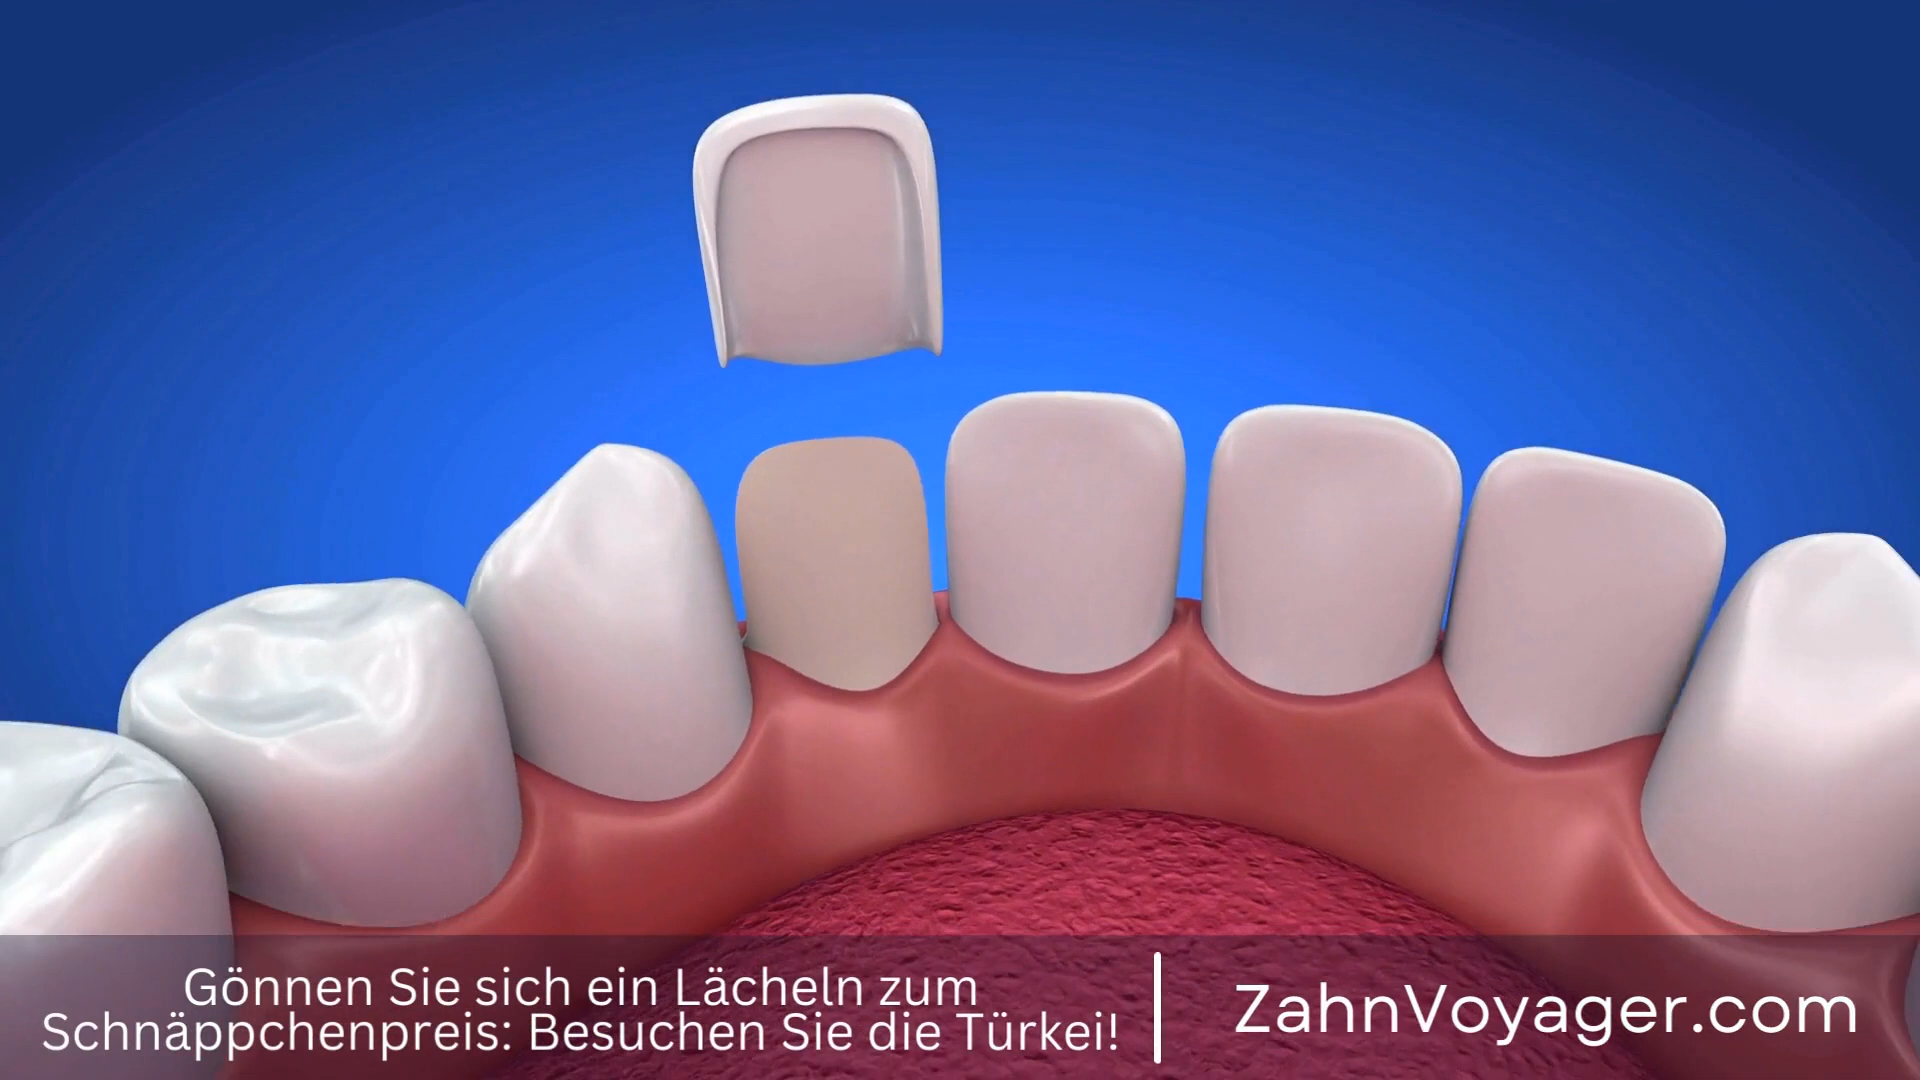 Gönnen Sie sich ein Lächeln zum
Schnäppchenpreis: Besuchen Sie die Türkei!
ZahnVoyager.com